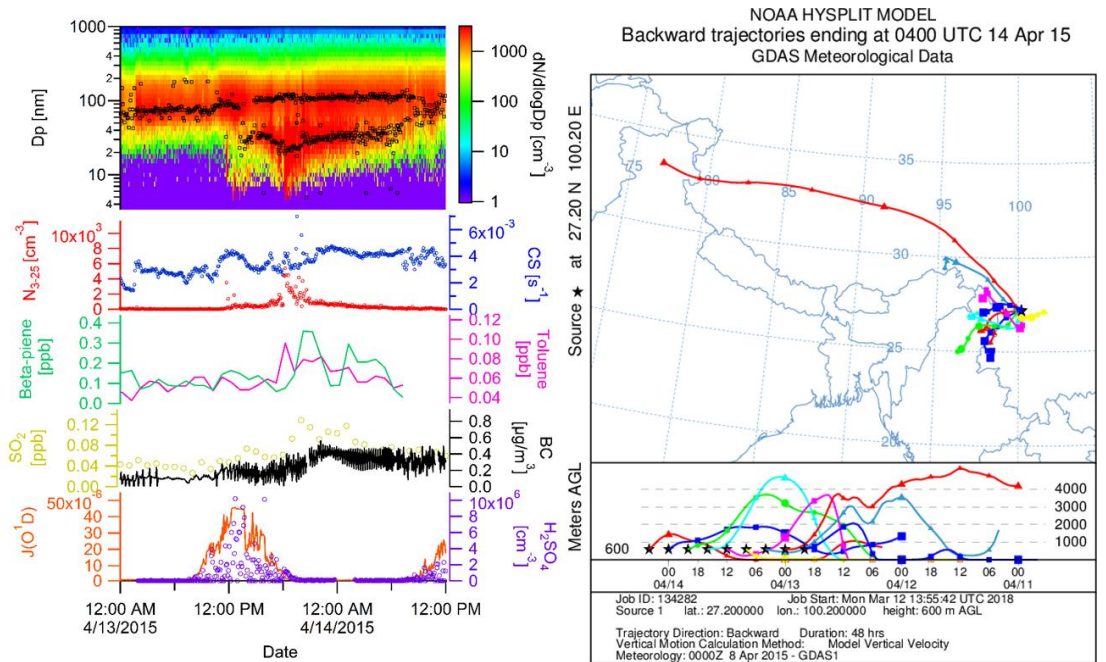 1000
4
2
100
4
2
10
4
Dp [nm]
1000
100
10
1
dN/dlogDp [cm⁻³]
10x10³
8
6
4
2
0
N₃₋₂₅ [cm⁻³]
6x10⁻³
4
2
0
CS [s⁻¹]
0.4
0.3
0.2
0.1
0.0
Beta-piene
[ppb]
0.12
0.10
0.08
0.06
0.04
Toluene
[ppb]
0.12
0.08
0.04
0.00
SO₂
[ppb]
0.8
0.6
0.4
0.2
0.0
BC
[µg/m³]
50x10⁻⁶
40
30
20
10
0
J(O¹D)
10x10⁶
8
6
4
2
0
H₂SO₄
[cm⁻³]
12:00 AM
4/13/2015
12:00 PM
12:00 AM
4/14/2015
12:00 PM
Date
NOAA HYSPLIT MODEL
Backward trajectories ending at 0400 UTC 14 Apr 15
GDAS Meteorological Data
Source ★ at 27.20 N 100.20 E
75
80
85
90
95
100
35
30
25
20
Meters AGL
600
4000
3000
2000
1000
00 18 12 06 00 18 12 06 00 18 12 06 00
04/14 04/13 04/12 04/11
Job ID: 134282 Job Start: Mon Mar 12 13:55:42 UTC 2018
Source 1 lat.: 27.200000 lon.: 100.200000 height: 600 m AGL
Trajectory Direction: Backward Duration: 48 hrs
Vertical Motion Calculation Method: Model Vertical Velocity
Meteorology: 0000Z 8 Apr 2015 - GDAS1